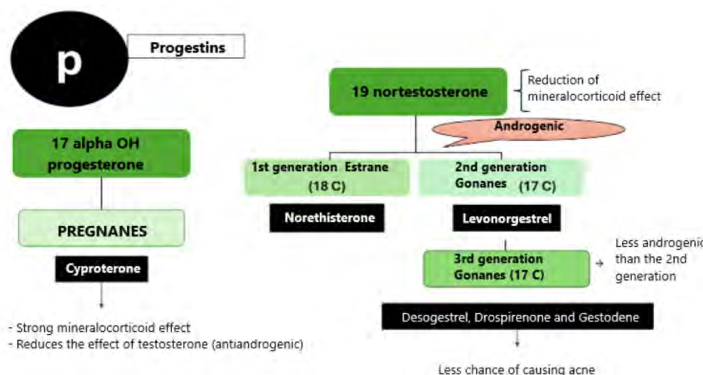 p
Progestins
17 alpha OH
progesterone
PREGNANES
Cyproterone
- Strong mineralocorticoid effect
- Reduces the effect of testosterone (antiandrogenic)
19 nortestosterone
Reduction of
mineralocorticoid effect
Androgenic
1st generation Estrane
(18 C)
Norethisterone
2nd generation
Gonanes (17 C)
Levonorgestrel
3rd generation
Gonanes (17 C)
Less androgenic
than the 2nd
generation
Desogestrel, Drospirenone and Gestodene
Less chance of causing acne